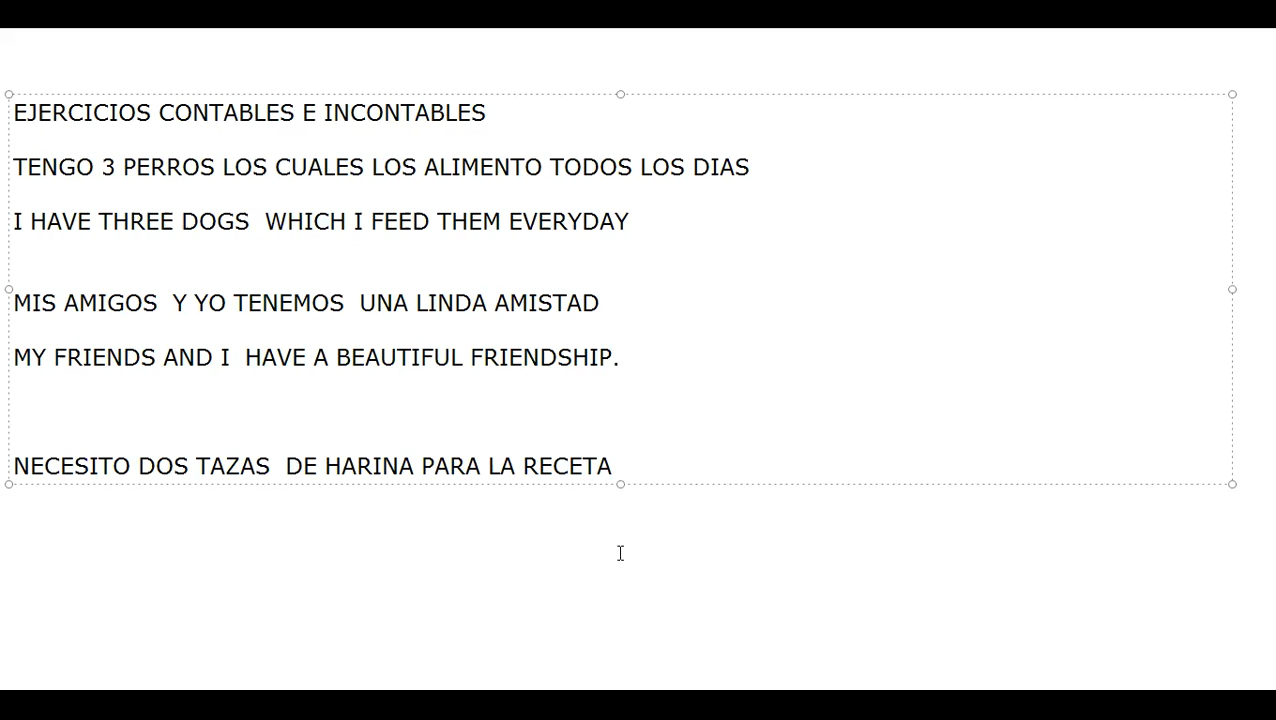 EJERCICIOS CONTABLES E INCONTABLES
TENGO 3 PERROS LOS CUALES LOS ALIMENTO TODOS LOS DIAS
I HAVE THREE DOGS  WHICH I FEED THEM EVERYDAY
MIS AMIGOS  Y YO TENEMOS  UNA LINDA AMISTAD
MY FRIENDS AND I  HAVE A BEAUTIFUL FRIENDSHIP.
NECESITO DOS TAZAS  DE HARINA PARA LA RECETA